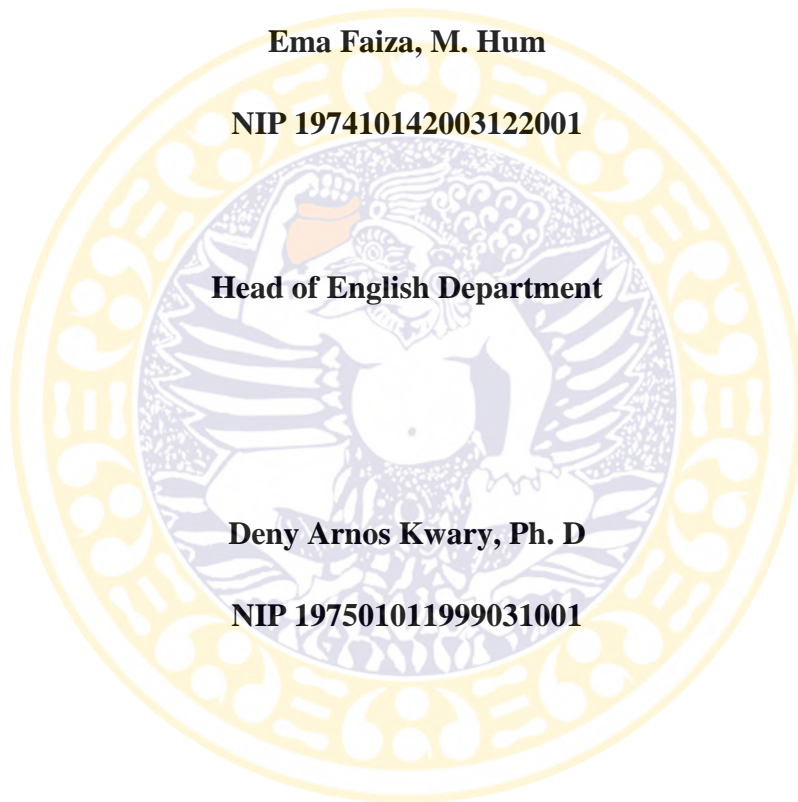 Ema Faiza, M. Hum
NIP 197410142003122001
Head of English Department
Deny Arnos Kwary, Ph. D
NIP 197501011999031001